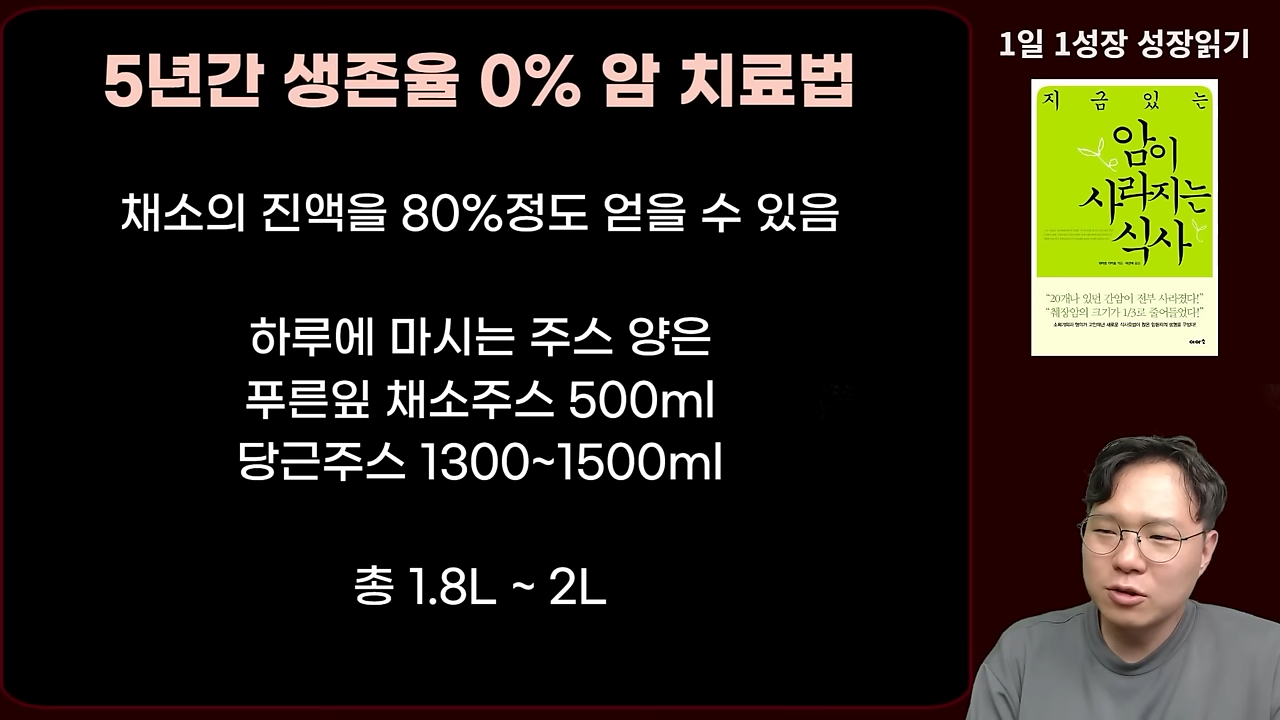 5년간 생존율 0% 암 치료법
채소의 진액을 80%정도 얻을 수 있음
하루에 마시는 주스 양은
푸른잎 채소주스 500ml
당근주스 1300~1500ml
총 1.8L ~ 2L
1일 1성장 성장읽기
지금있는
암이
사라지는
식사
“20개나 있던 간암이 전부 사라졌다!”
“췌장암의 크기가 1/3로 줄어들었다!”